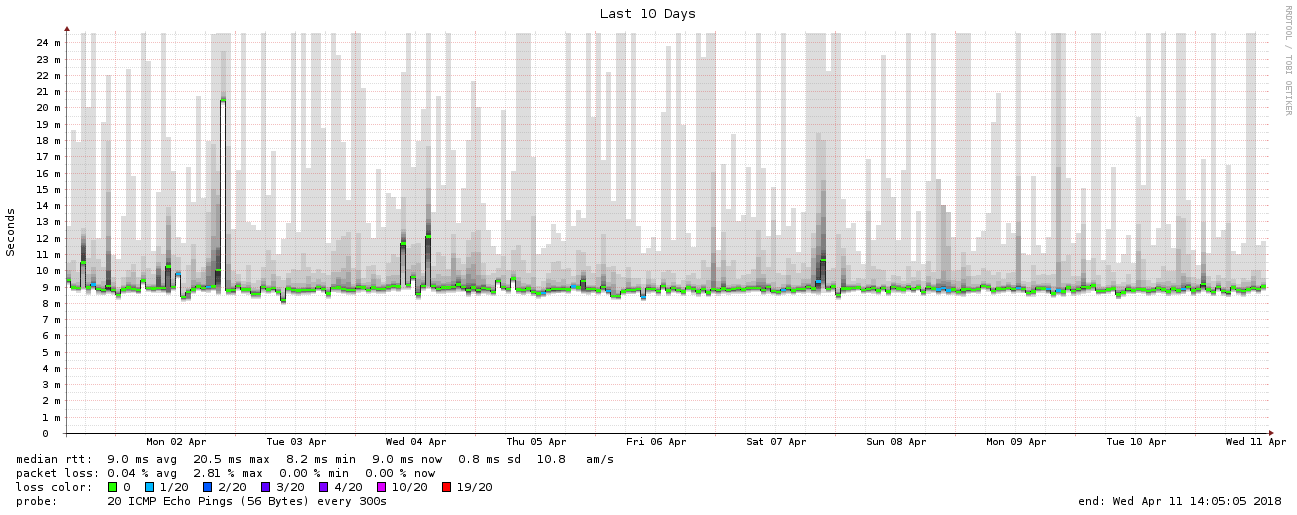 Last 10 Days
RRDTOOL / TOBI OETIKER
Seconds
24 m
23 m
22 m
21 m
20 m
19 m
18 m
17 m
16 m
15 m
14 m
13 m
12 m
11 m
10 m
9 m
8 m
7 m
6 m
5 m
4 m
3 m
2 m
1 m
0
Mon 02 Apr Tue 03 Apr Wed 04 Apr Thu 05 Apr Fri 06 Apr Sat 07 Apr Sun 08 Apr Mon 09 Apr Tue 10 Apr Wed 11 Apr
median rtt: 9.0 ms avg 20.5 ms max 8.2 ms min 9.0 ms now 0.8 ms sd 10.8 am/s
packet loss: 0.04 % avg 2.81 % max 0.00 % min 0.00 % now
loss color: 0 1/20 2/20 3/20 4/20 10/20 19/20
probe: 20 ICMP Echo Pings (56 Bytes) every 300s end: Wed Apr 11 14:05:05 2018